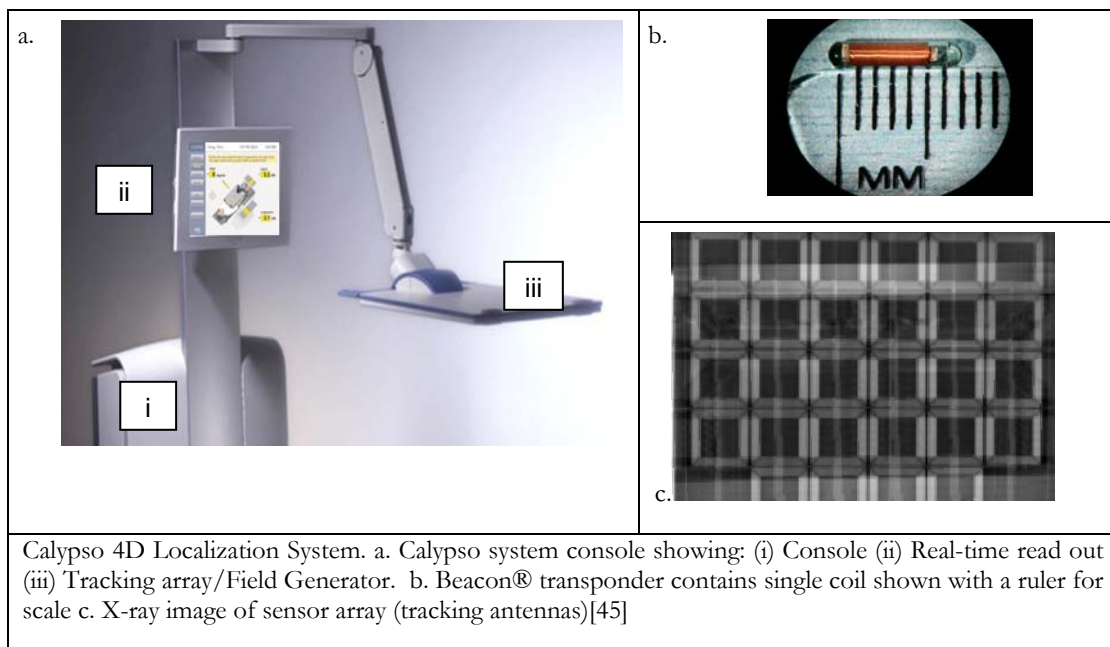 a.
ii
iii
i
b.
MM
c.
Calypso 4D Localization System. a. Calypso system console showing: (i) Console (ii) Real-time read out
(iii) Tracking array/Field Generator.  b. Beacon® transponder contains single coil shown with a ruler for
scale c. X-ray image of sensor array (tracking antennas)[45]